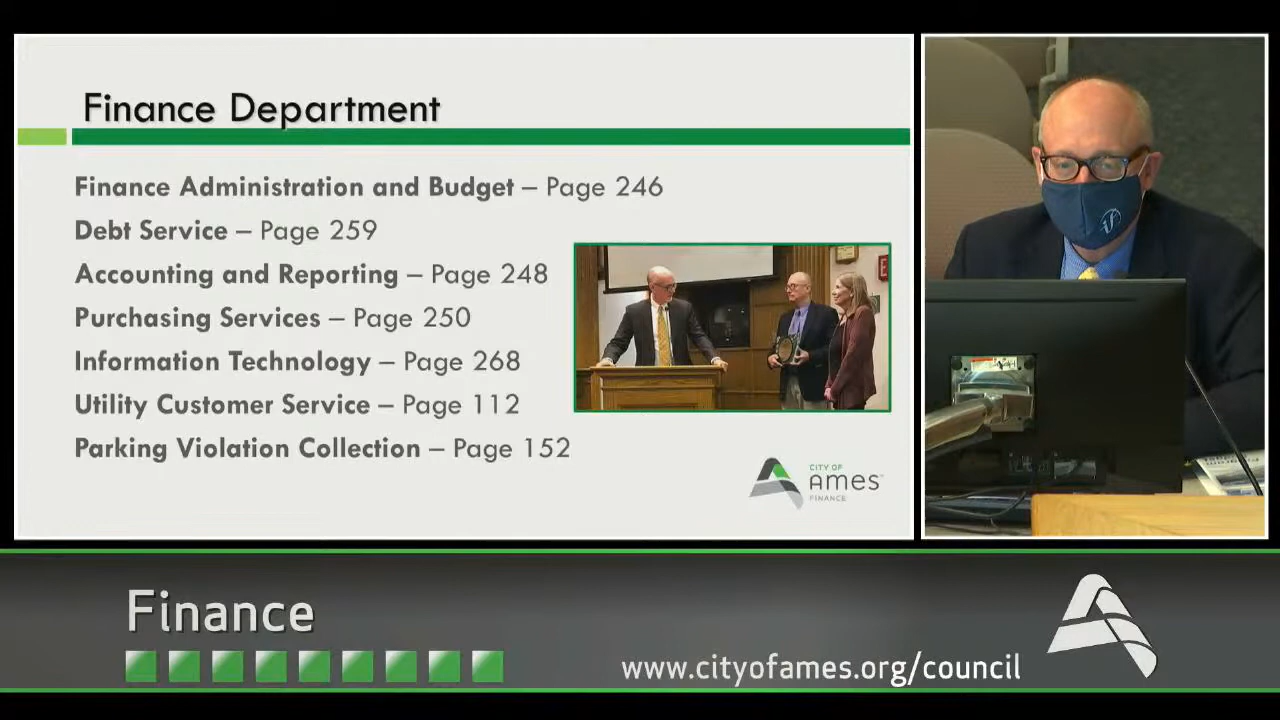 Finance Department
Finance Administration and Budget – Page 246
Debt Service – Page 259
Accounting and Reporting – Page 248
Purchasing Services – Page 250
Information Technology – Page 268
Utility Customer Service – Page 112
Parking Violation Collection – Page 152
CITY OF
AMES™
FINANCE
Finance
www.cityofames.org/council